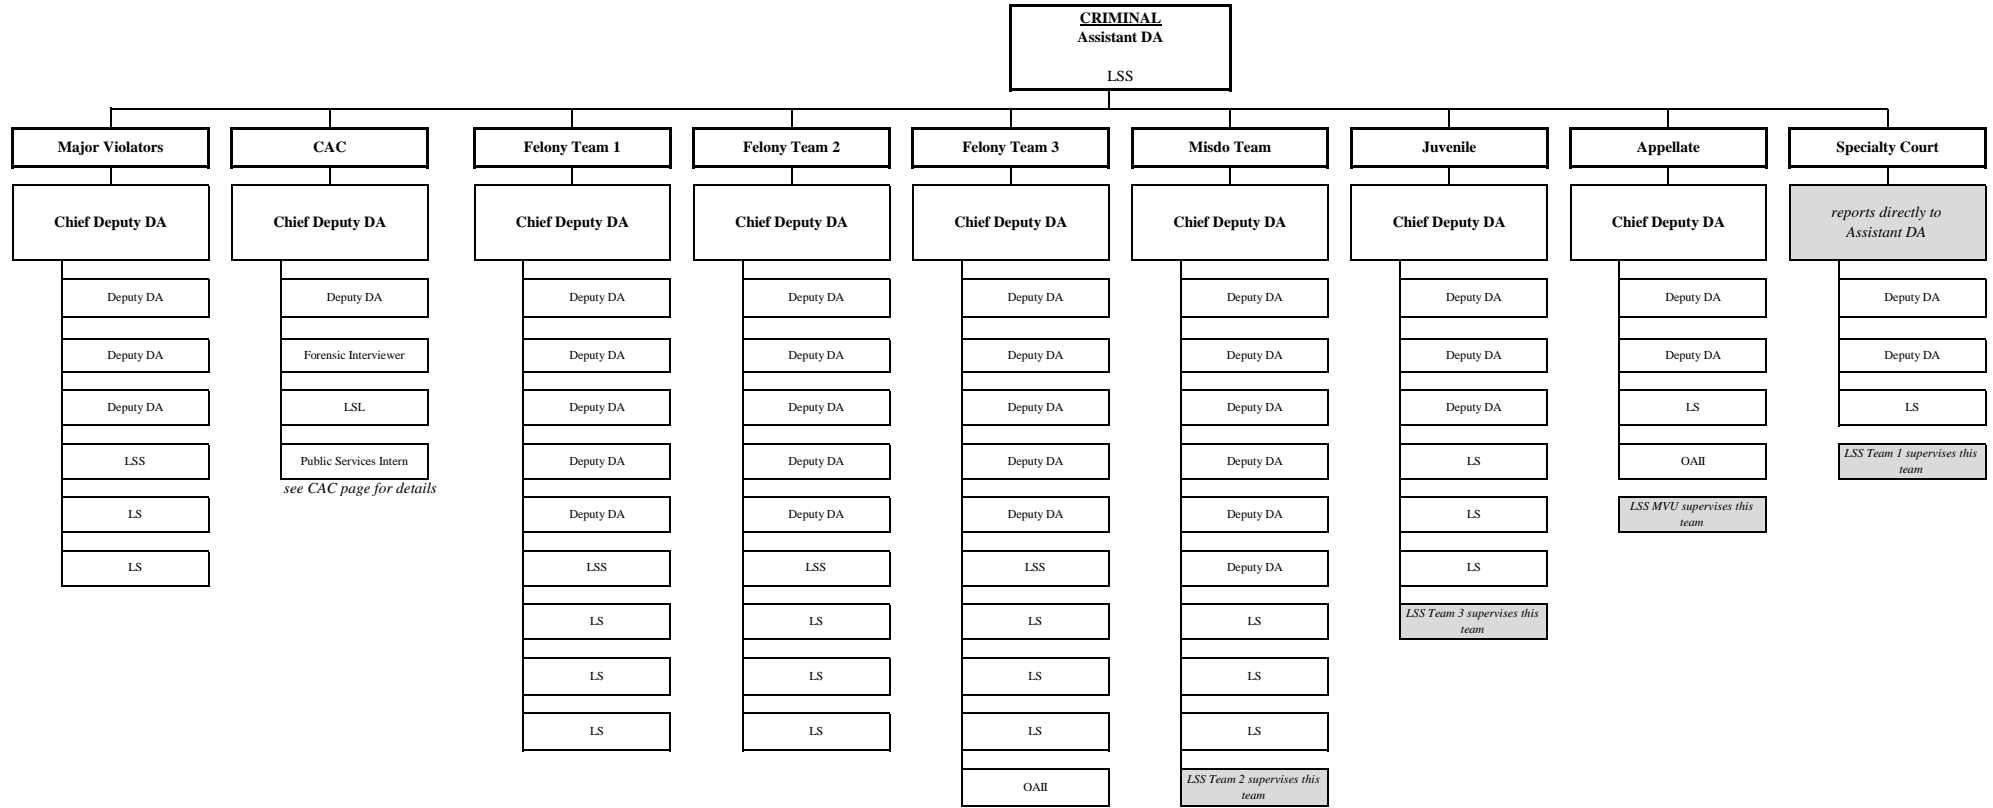 CRIMINAL
Assistant DA
LSS
Major Violators
CAC
Felony Team 1
Felony Team 2
Felony Team 3
Misdo Team
Juvenile
Appellate
Specialty Court
Chief Deputy DA
Chief Deputy DA
Chief Deputy DA
Chief Deputy DA
Chief Deputy DA
Chief Deputy DA
Chief Deputy DA
Chief Deputy DA
reports directly to
Assistant DA
Deputy DA
Deputy DA
Deputy DA
Deputy DA
Deputy DA
Deputy DA
Deputy DA
Deputy DA
Deputy DA
Deputy DA
Forensic Interviewer
Deputy DA
Deputy DA
Deputy DA
Deputy DA
Deputy DA
Deputy DA
Deputy DA
Deputy DA
LSL
Deputy DA
Deputy DA
Deputy DA
Deputy DA
Deputy DA
LS
LS
LSS
Public Services Intern
Deputy DA
Deputy DA
Deputy DA
Deputy DA
LS
OAII
LSS Team 1 supervises this
team
see CAC page for details
LS
Deputy DA
Deputy DA
Deputy DA
Deputy DA
LS
LSS MVU supervises this
team
LS
LSS
LSS
LSS
Deputy DA
LS
LS
LS
LS
LS
LSS Team 3 supervises this
team
LS
LS
LS
LS
LS
LS
LS
LS
OAII
LSS Team 2 supervises this
team